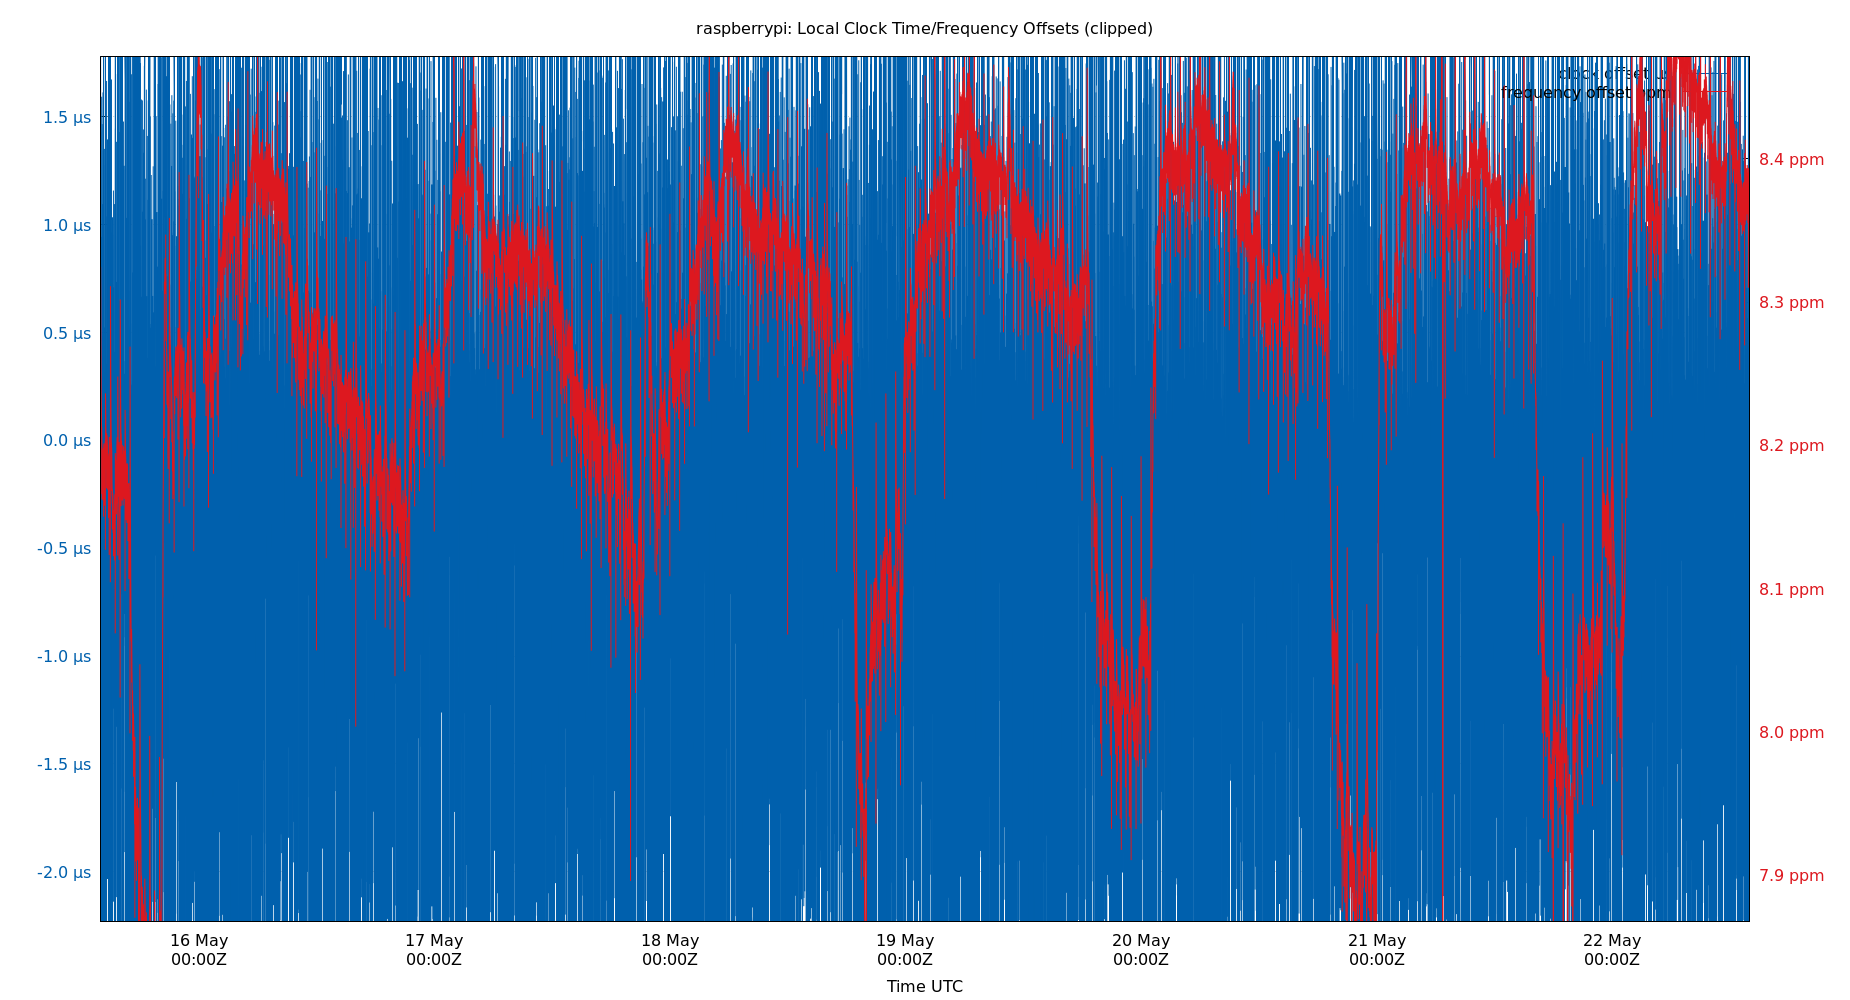 raspberrypi: Local Clock Time/Frequency Offsets (clipped)
clock offset µs
frequency offset ppm
1.5 µs
1.0 µs
0.5 µs
0.0 µs
-0.5 µs
-1.0 µs
-1.5 µs
-2.0 µs
8.4 ppm
8.3 ppm
8.2 ppm
8.1 ppm
8.0 ppm
7.9 ppm
16 May
00:00Z
17 May
00:00Z
18 May
00:00Z
19 May
00:00Z
20 May
00:00Z
21 May
00:00Z
22 May
00:00Z
Time UTC